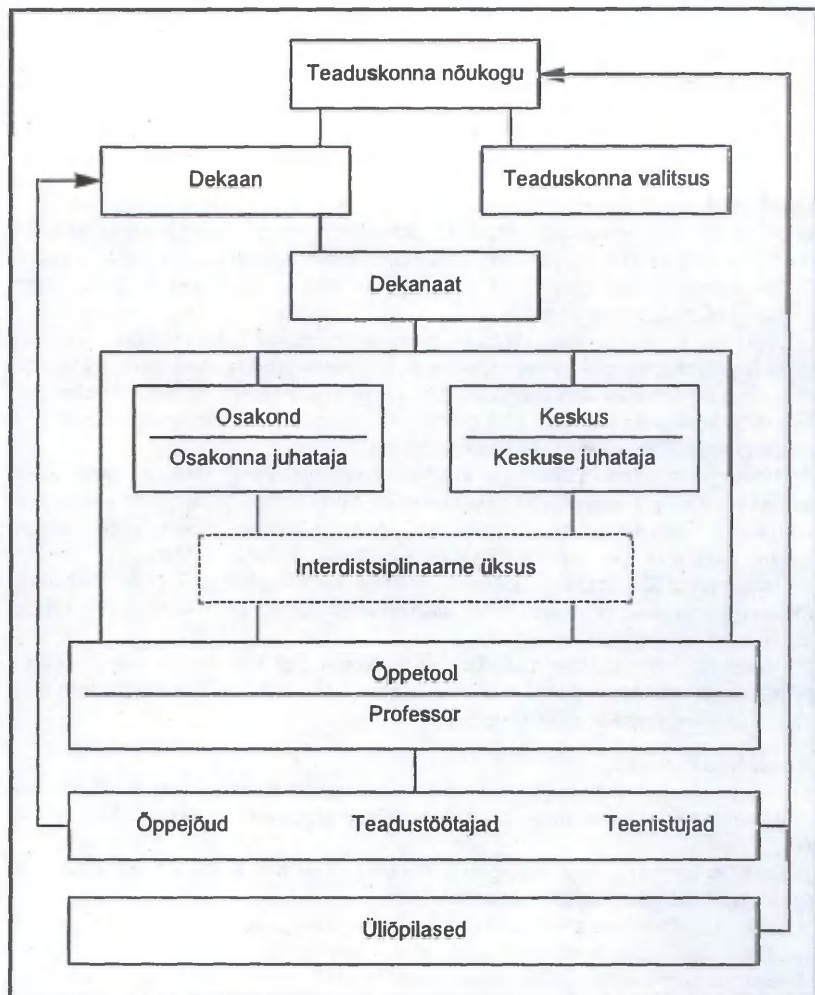 Teaduskonna nõukogu
Dekaan
Teaduskonna valitsus
Dekanaat
Osakond
Osakonna juhataja
Keskus
Keskuse juhataja
Interdistsiplinaarne üksus
Õppetool
Professor
Õppejõud Teadustöötajad Teenistujad
Üliõpilased